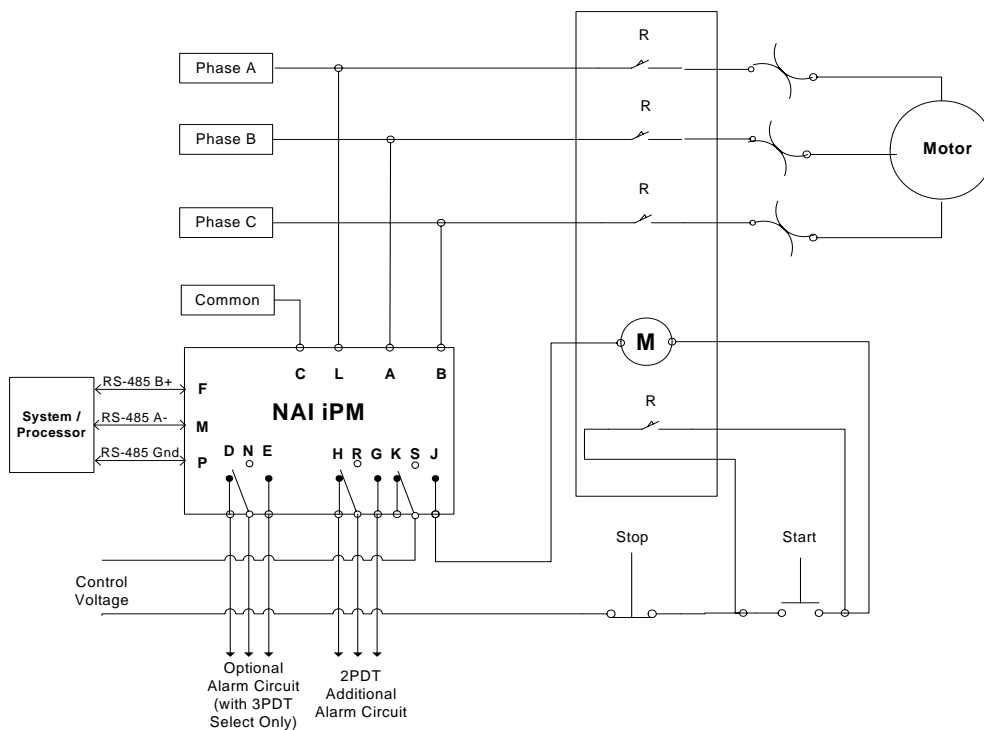 R
Phase A
R
Phase B
Motor
R
Phase C
Common
M
C L A B
R
RS-485 B+
F
NAI iPM
System /
Processor
RS-485 A-
M
D N E H R G K S J
RS-485 Gnd
P
Stop
Start
Control
Voltage
Optional
Alarm Circuit
(with 3PDT
Select Only)
2PDT
Additional
Alarm Circuit